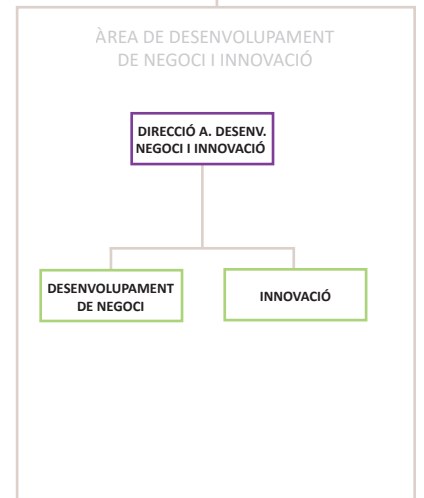 ÀREA DE DESENVOLUPAMENT
DE NEGOCI I INNOVACIÓ
DIRECCIÓ A. DESENV.
NEGOCI I INNOVACIÓ
DESENVOLUPAMENT
DE NEGOCI
INNOVACIÓ